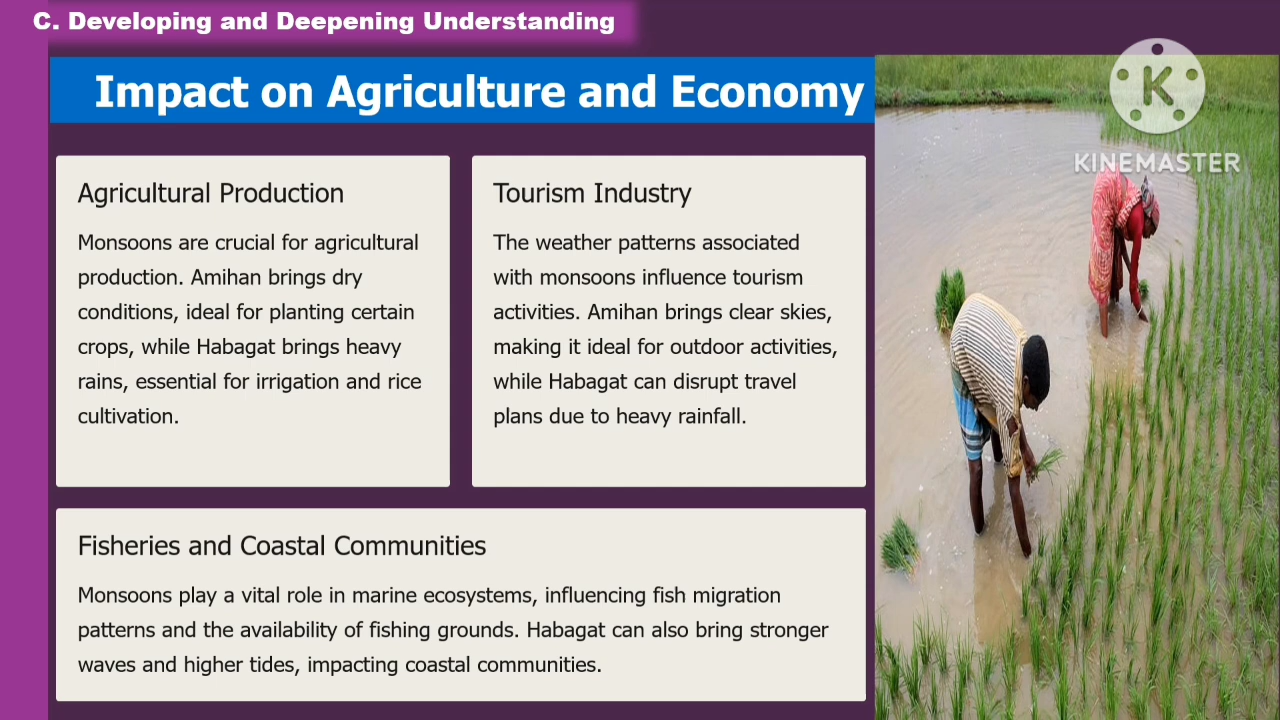 C. Developing and Deepening Understanding
Impact on Agriculture and Economy
K
KINEMASTER
Agricultural Production
Monsoons are crucial for agricultural
production. Amihan brings dry
conditions, ideal for planting certain
crops, while Habagat brings heavy
rains, essential for irrigation and rice
cultivation.
Tourism Industry
The weather patterns associated
with monsoons influence tourism
activities. Amihan brings clear skies,
making it ideal for outdoor activities,
while Habagat can disrupt travel
plans due to heavy rainfall.
Fisheries and Coastal Communities
Monsoons play a vital role in marine ecosystems, influencing fish migration
patterns and the availability of fishing grounds. Habagat can also bring stronger
waves and higher tides, impacting coastal communities.